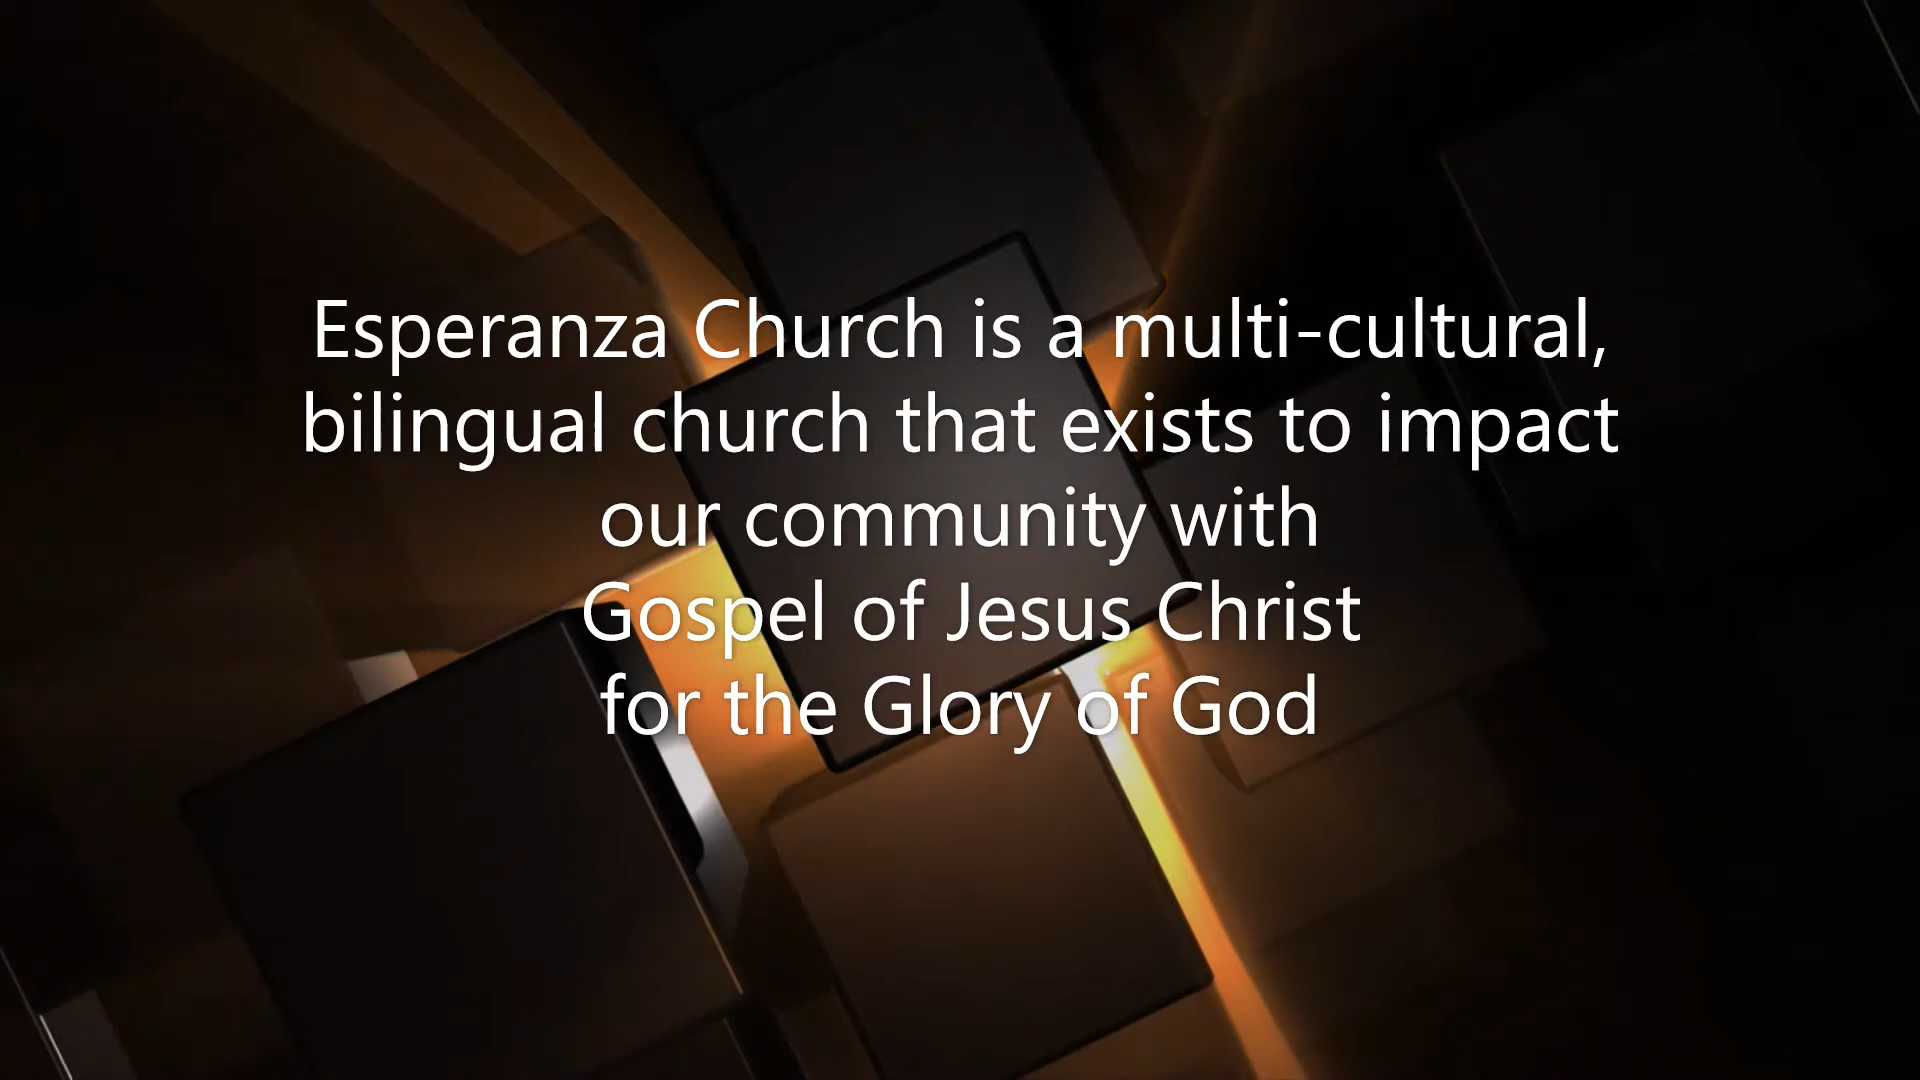 Esperanza Church is a multi-cultural,
bilingual church that exists to impact
our community with
Gospel of Jesus Christ
for the Glory of God